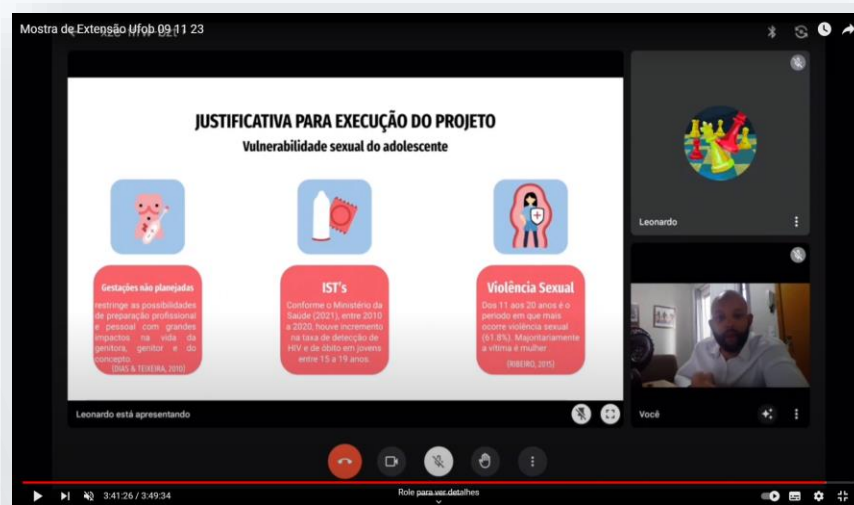 Mostra de Extensão Ufob 09 11 23
JUSTIFICATIVA PARA EXECUÇÃO DO PROJETO
Vulnerabilidade sexual do adolescente
Gestações não planejadas
restringe as possibilidades
de preparação profissional
e pessoal com grandes
impactos na vida da
genitora, genitor e do
concepto.
(DIAS & TEIXEIRA, 2010)
IST's
Conforme o Ministério da
Saúde (2021), entre 2010
a 2020, houve incremento
na taxa de detecção de
HIV e de óbito em jovens
entre 15 a 19 anos.
Violência Sexual
Dos 11 aos 20 anos é o
período em que mais
ocorre violência sexual
(61.8%). Majoritariamente
a vítima é mulher
(RIBEIRO, 2015)
Leonardo
Leonardo está apresentando
Você
3:41:26 / 3:49:34
Role para ver detalhes